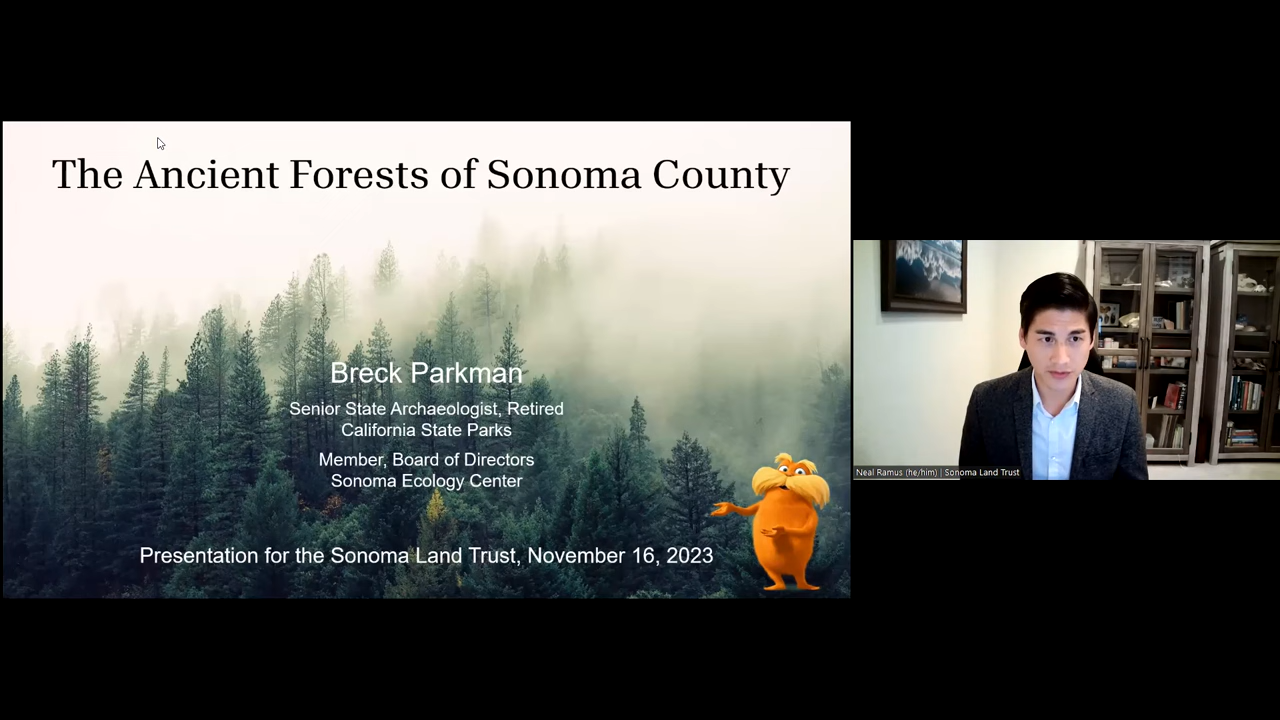 The Ancient Forests of Sonoma County
Breck Parkman
Senior State Archaeologist, Retired
California State Parks
Member, Board of Directors
Sonoma Ecology Center
Presentation for the Sonoma Land Trust, November 16, 2023
Neal Ramus (he/him) | Sonoma Land Trust